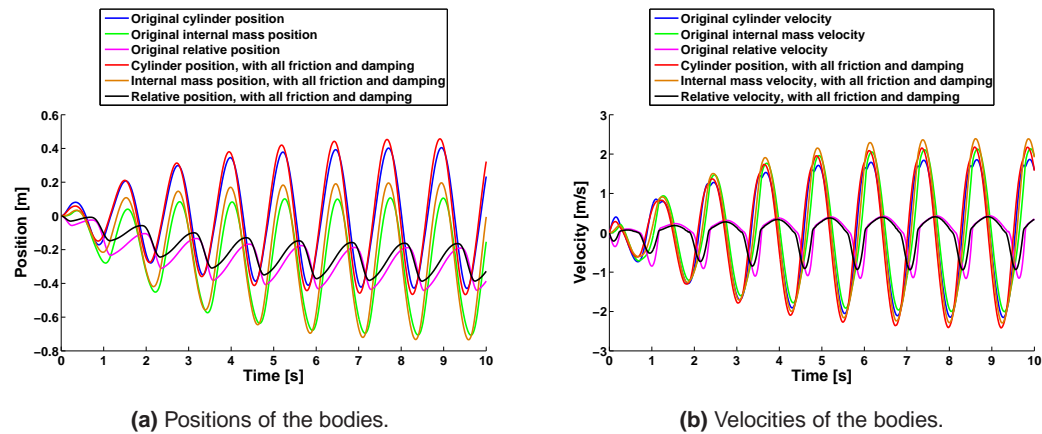 Original cylinder position
Original internal mass position
Original relative position
Cylinder position, with all friction and damping
Internal mass position, with all friction and damping
Relative position, with all friction and damping
0.6
0.4
0.2
0
−0.2
−0.4
−0.6
−0.8
Position [m]
0 1 2 3 4 5 6 7 8 9 10
Time [s]
(a) Positions of the bodies.
Original cylinder velocity
Original internal mass velocity
Original relative velocity
Cylinder position, with all friction and damping
Internal mass velocity, with all friction and damping
Relative velocity, with all friction and damping
3
2
1
0
−1
−2
−3
Velocity [m/s]
0 1 2 3 4 5 6 7 8 9 10
Time [s]
(b) Velocities of the bodies.